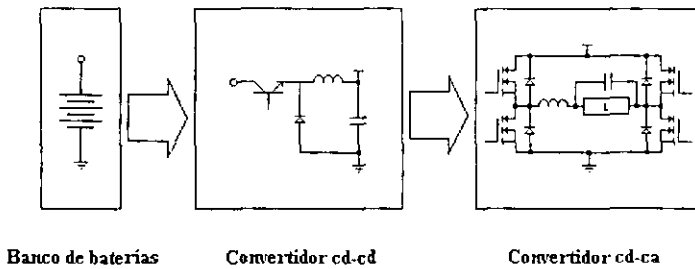 L
Banco de baterías
Convertidor cd-cd
Convertidor cd-ca